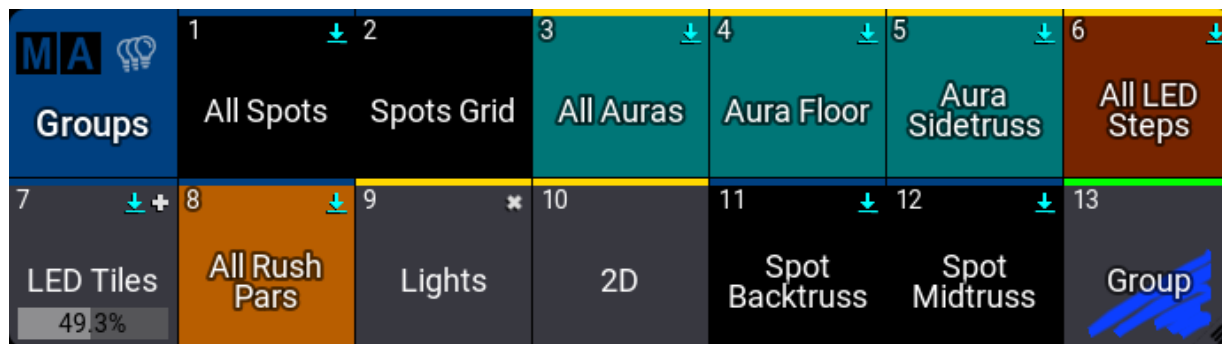 MA
Groups
1
All Spots
2
Spots Grid
3
All Auras
4
Aura Floor
5
Aura
Sidetruss
6
All LED
Steps
7
LED Tiles
49.3%
8
All Rush
Pars
9
Lights
10
2D
11
Spot
Backtruss
12
Spot
Midtruss
13
Group